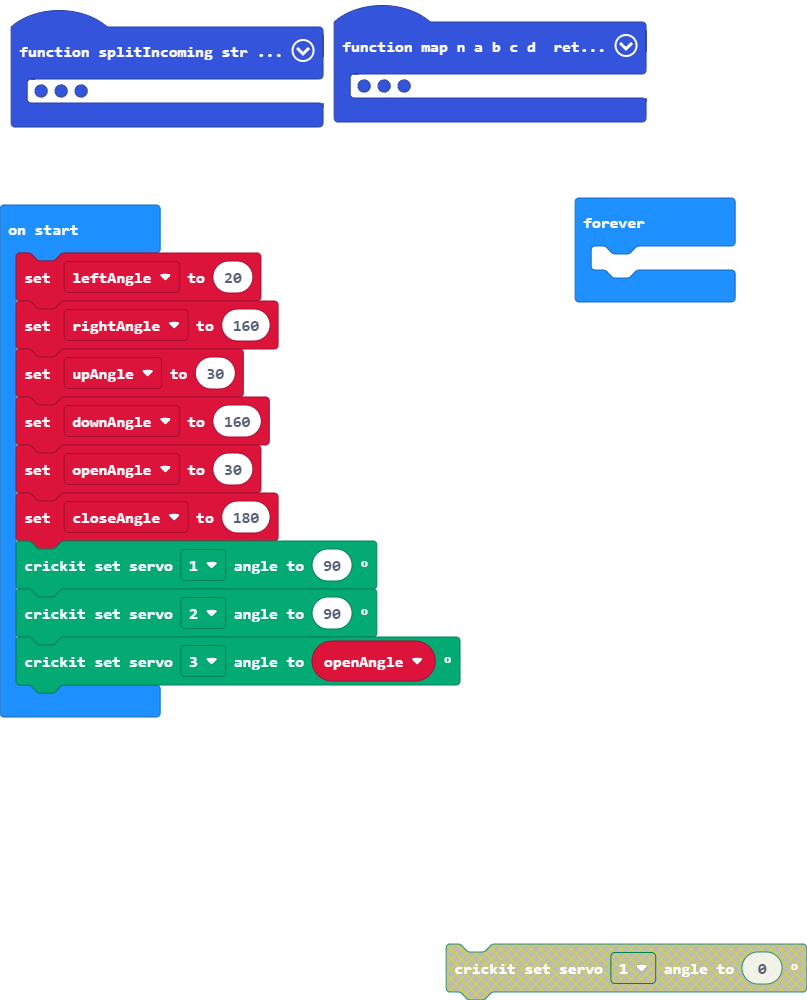 function splitIncoming str ...
function map n a b c d ret...
on start
forever
set leftAngle to 20
set rightAngle to 160
set upAngle to 30
set downAngle to 160
set openAngle to 30
set closeAngle to 180
crickit set servo 1 angle to 90 °
crickit set servo 2 angle to 90 °
crickit set servo 3 angle to openAngle °
crickit set servo 1 angle to 0 °